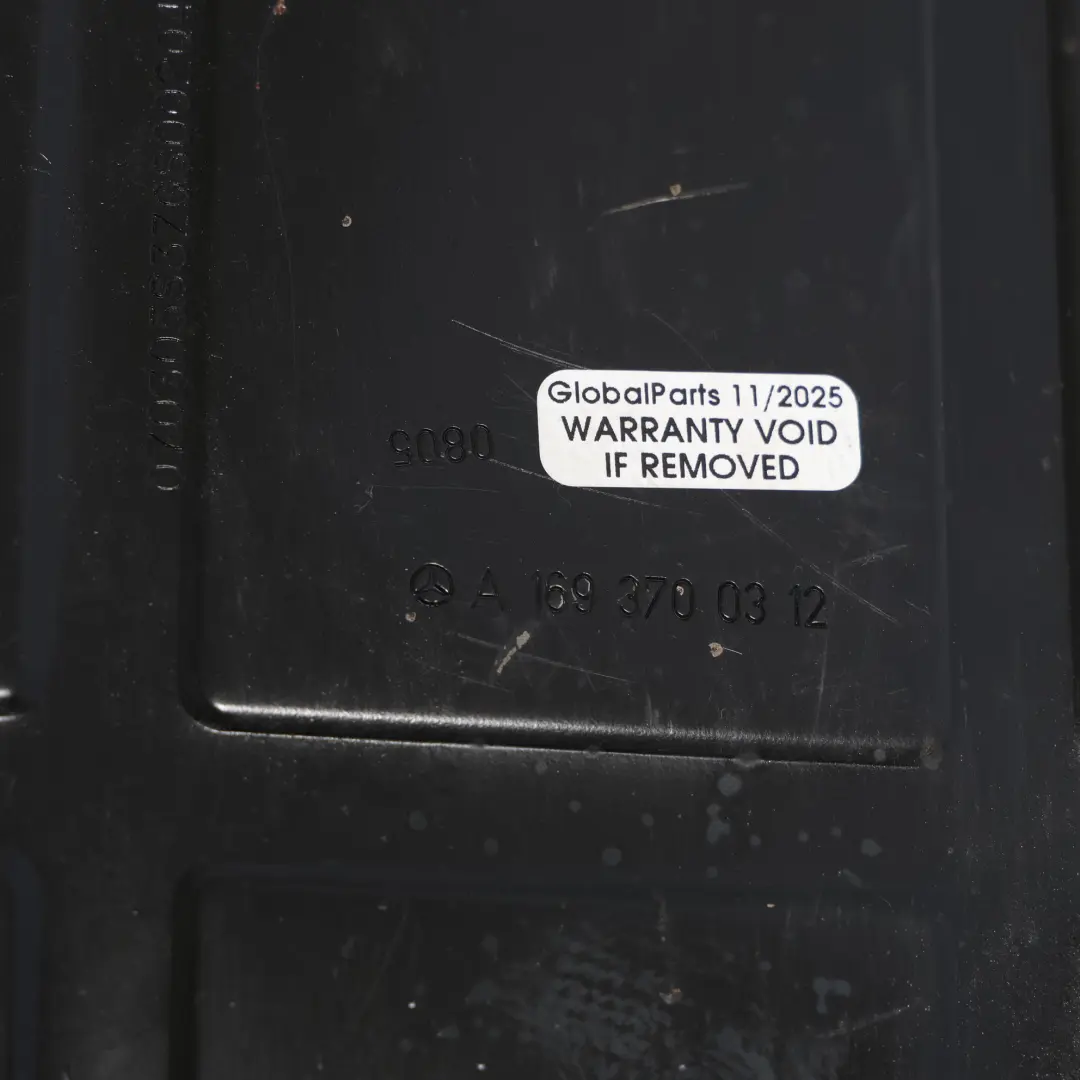 GlobalParts 11/2025
WARRANTY VOID
IF REMOVED
0805
A 169 370 03 12